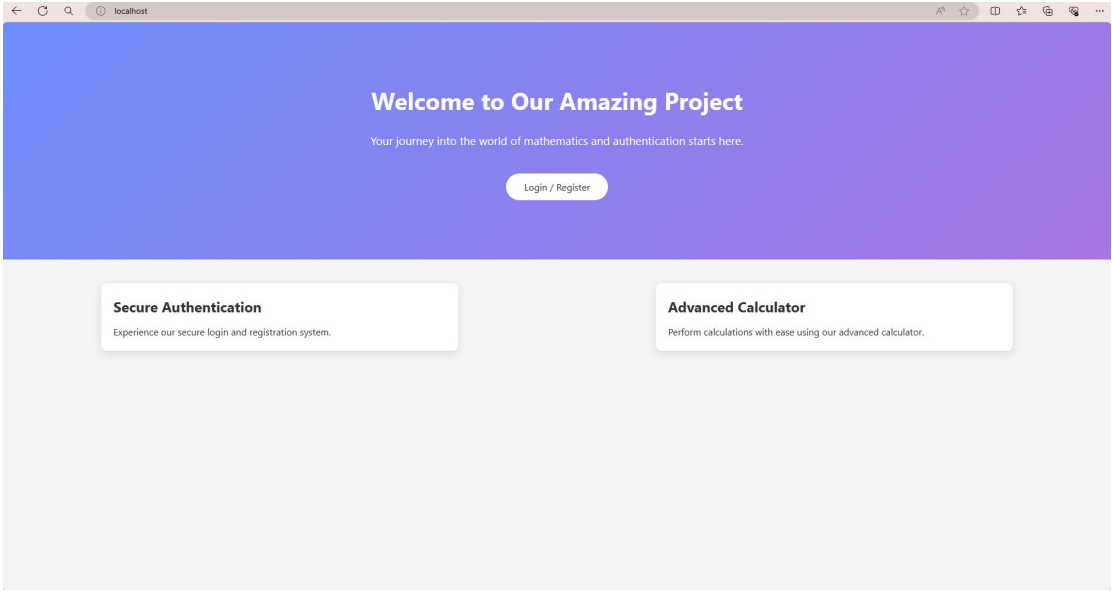 localhost
Welcome to Our Amazing Project
Your journey into the world of mathematics and authentication starts here.
Login / Register
Secure Authentication
Experience our secure login and registration system.
Advanced Calculator
Perform calculations with ease using our advanced calculator.